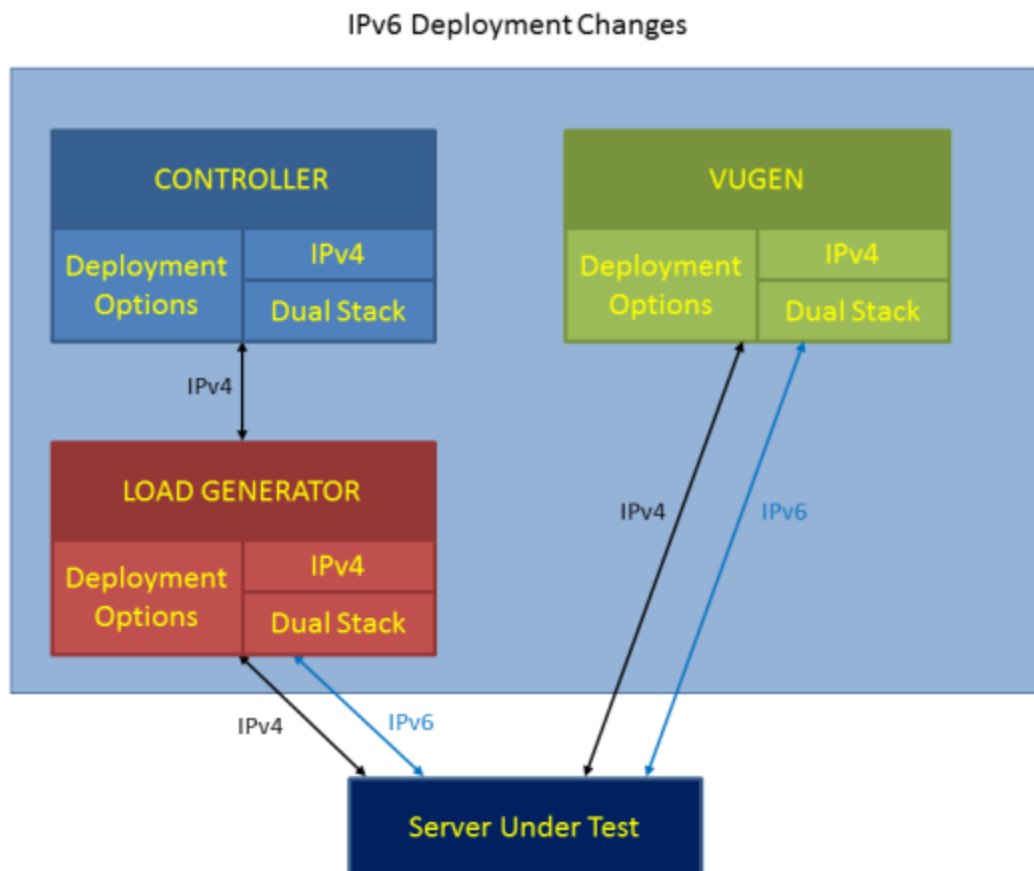 IPv6 Deployment Changes
CONTROLLER
Deployment
Options
IPv4
Dual Stack
VUGEN
Deployment
Options
IPv4
Dual Stack
IPv4
LOAD GENERATOR
Deployment
Options
IPv4
Dual Stack
IPv4
IPv6
IPv4
IPv6
Server Under Test